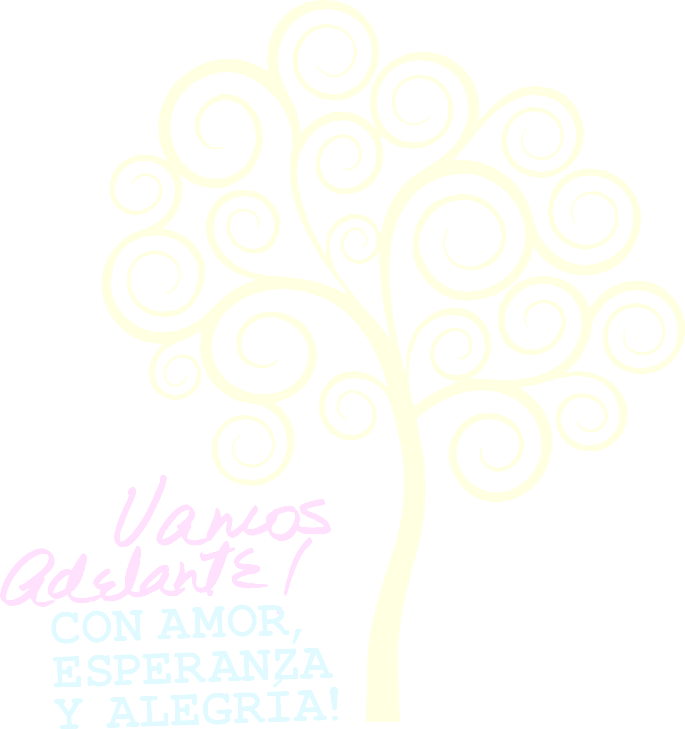 Vamos
adelante!
CON AMOR,
ESPERANZA
Y ALEGRÍA!